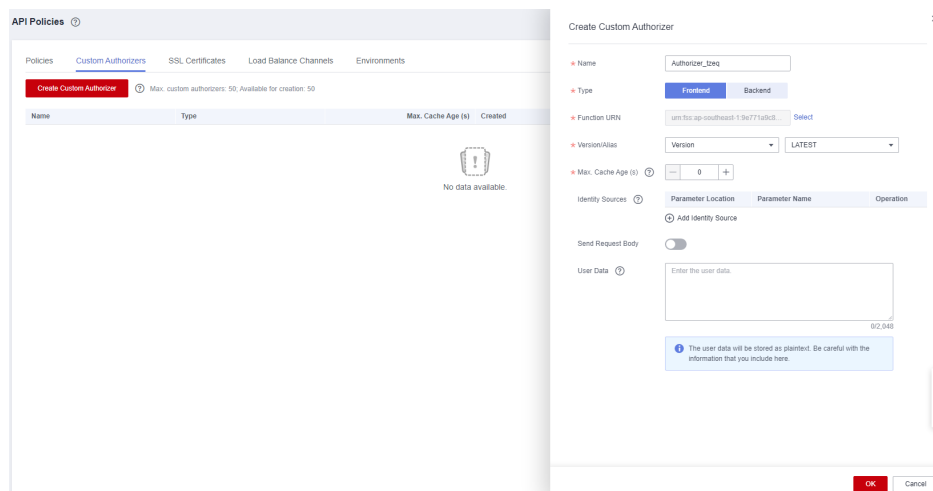 API Policies ?
Policies Custom Authorizers SSL Certificates Load Balance Channels Environments
Create Custom Authorizer ? Max. custom authorizers: 50; Available for creation: 50
Name Type Max. Cache Age (s) Created
No data available.
Create Custom Authorizer
* Name Authorizer_tzeq
* Type Frontend Backend
* Function URN urn:fss:ap-southeast-1:9e771a9c8... Select
* Version/Alias Version LATEST
* Max. Cache Age (s) ? 0
Identity Sources ? Parameter Location Parameter Name Operation
Add Identity Source
Send Request Body
User Data ? Enter the user data.
0/2,048
The user data will be stored as plaintext. Be careful with the
information that you include here.
OK Cancel